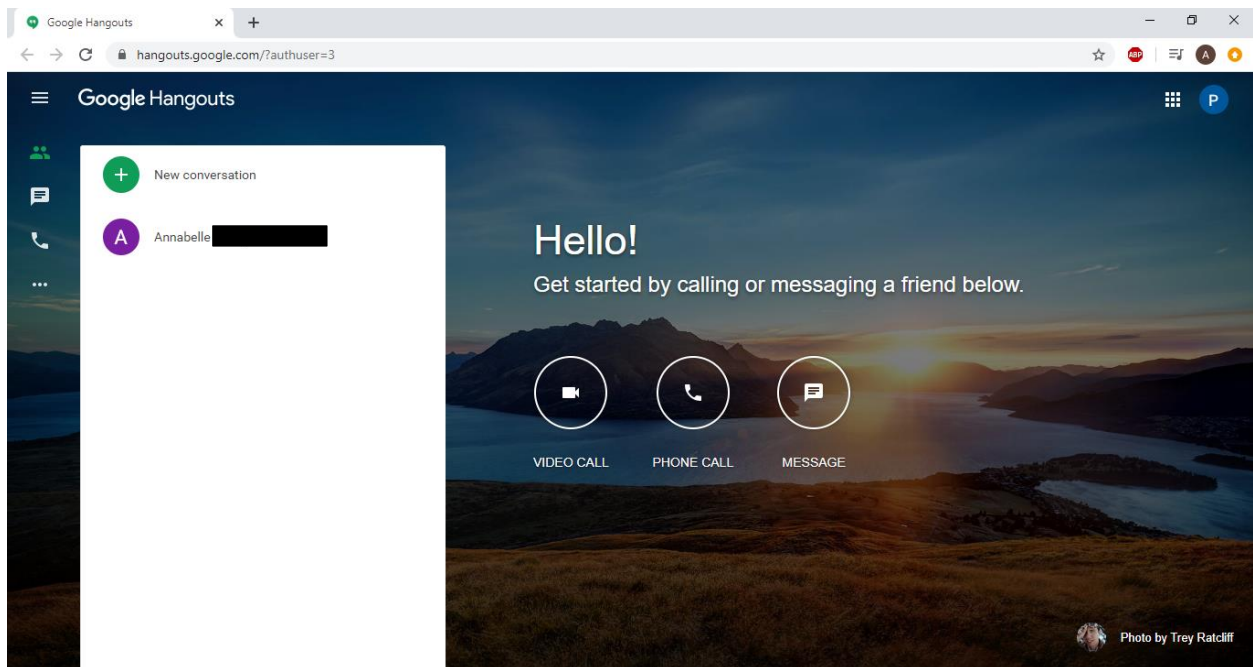 Google Hangouts
hangouts.google.com/?authuser=3
ABP
A
Google Hangouts
P
New conversation
A
Annabelle
Hello!
Get started by calling or messaging a friend below.
VIDEO CALL PHONE CALL MESSAGE
Photo by Trey Ratcliff